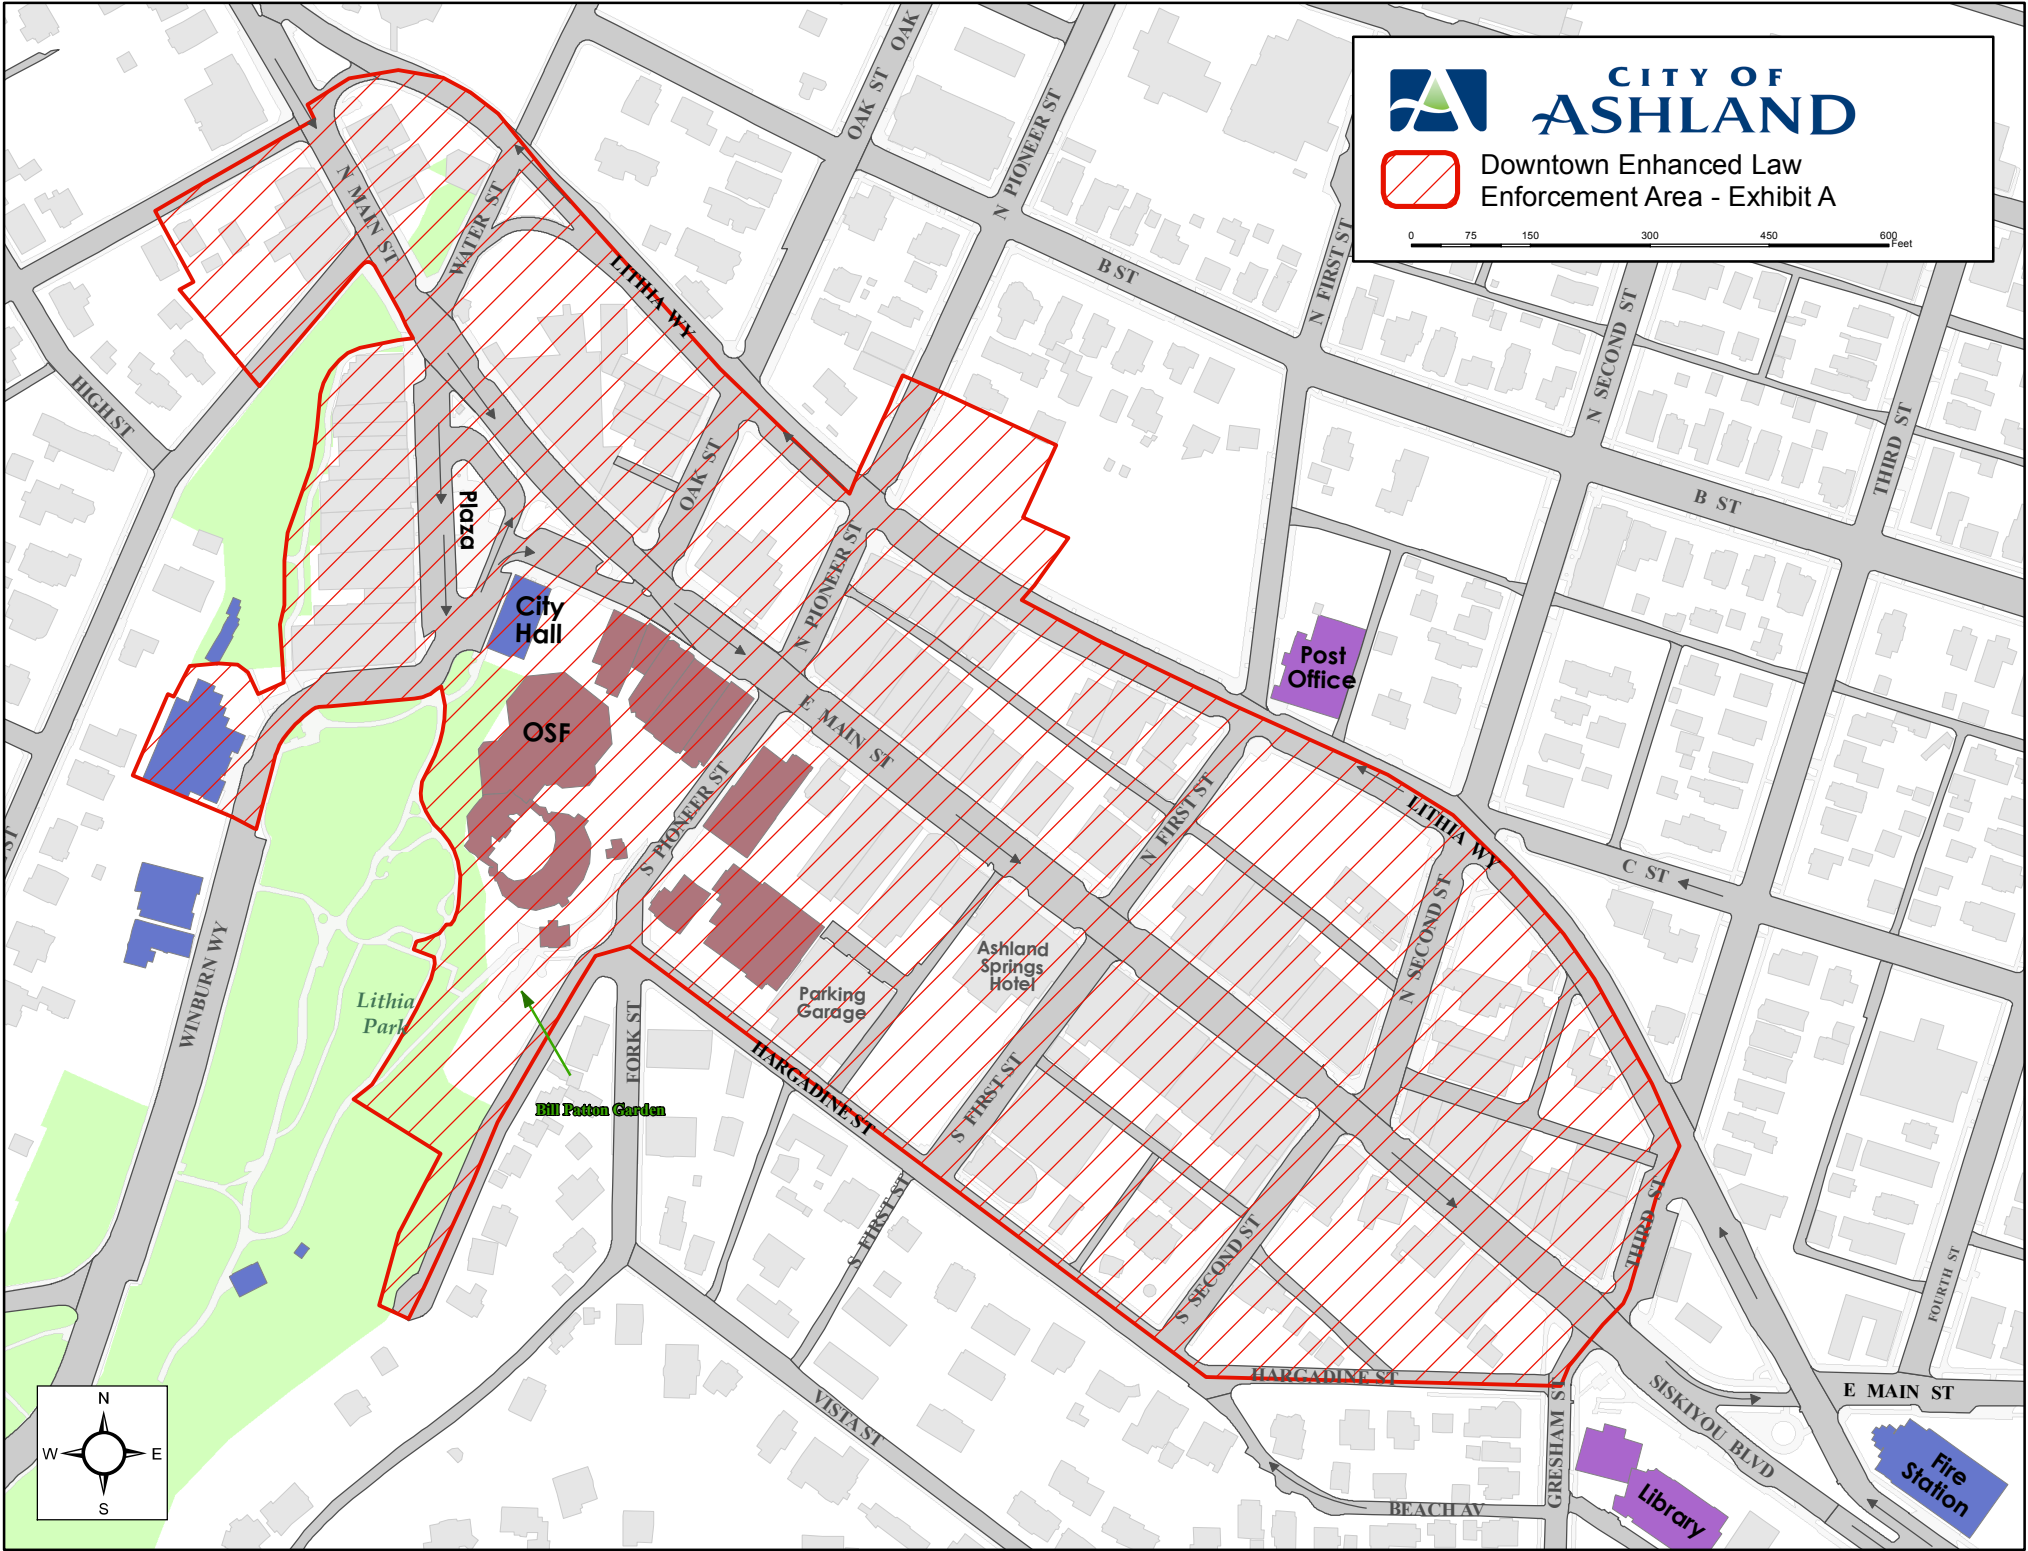 CITY OF
ASHLAND
Downtown Enhanced Law
Enforcement Area - Exhibit A
0 75 150 300 450 600
Feet
OAK ST
OAK
N PIONEER ST
N MAIN ST
WATER ST
LITHIA WY
B ST
N FIRST ST
N SECOND ST
THIRD ST
HIGH ST
OAK ST
Plaza
B ST
N PIONEER ST
City
Hall
Post
Office
OSF
E MAIN ST
S PIONEER ST
N FIRST ST
LITHIA WY
C ST
ST
N SECOND ST
Ashland
Springs
Hotel
Parking
Garage
Lithia
Park
WINBURN WY
FORK ST
HARGADINE ST
S FIRST ST
Bill Patton Garden
S FIRST ST
THIRD ST
S SECOND ST
FOURTH ST
HARGADINE ST
E MAIN ST
SISKIYOU BLVD
VISTA ST
GRESHAM ST
BEACH AV
Library
Fire
Station
N
W E
S